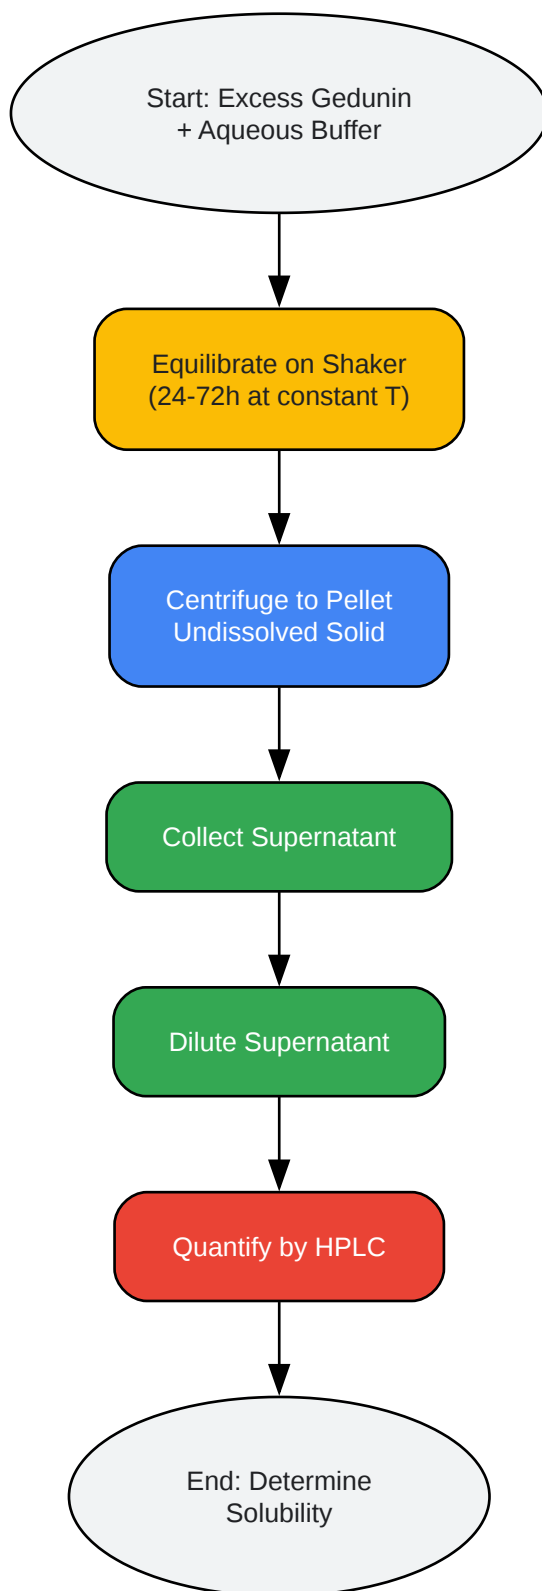 Start: Excess Gedunin
+ Aqueous Buffer
Equilibrate on Shaker
(24-72h at constant T)
Centrifuge to Pellet
Undissolved Solid
Collect Supernatant
Dilute Supernatant
Quantify by HPLC
End: Determine
Solubility